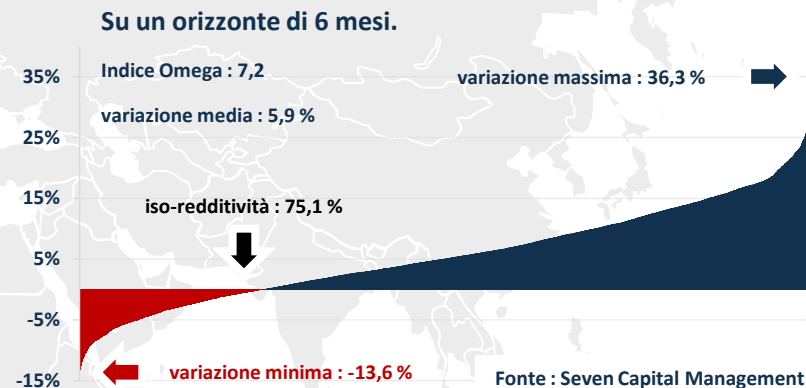 Su un orizzonte di 6 mesi.
35%
Indice Omega : 7,2
variazione massima : 36,3 %
variazione media : 5,9 %
25%
15%
iso-redditività : 75,1 %
5%
-5%
variazione minima : -13,6 %
-15%
Fonte : Seven Capital Management